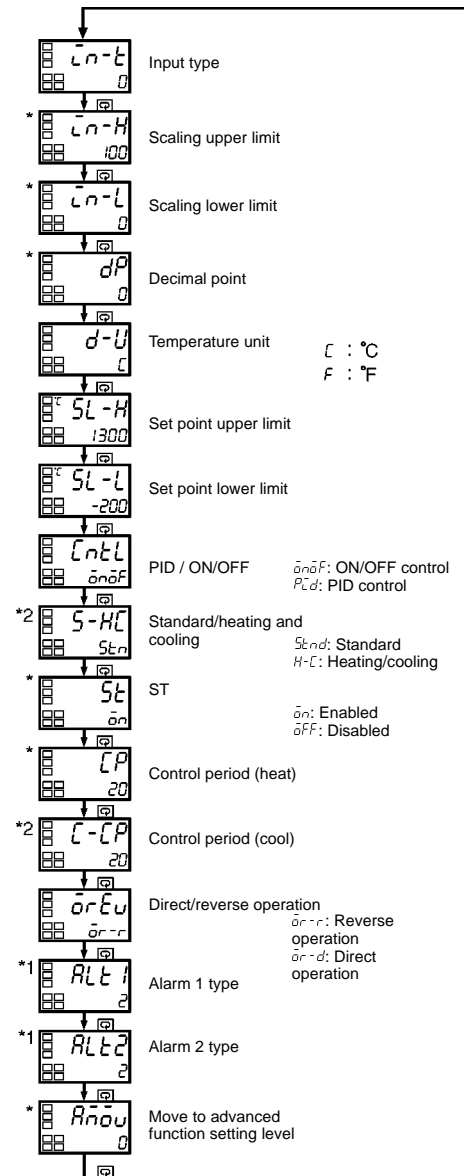 in-t
0
Input type
*
in-H
100
Scaling upper limit
*
in-L
0
Scaling lower limit
*
dP
0
Decimal point
d-U
C
Temperature unit
C : °C
F : °F
°C
SL-H
1300
Set point upper limit
°C
SL-L
-200
Set point lower limit
CntL
onoF
PID / ON/OFF
onoF: ON/OFF control
Pid: PID control
*2
S-HC
Stn
Standard/heating and
cooling
Stnd: Standard
H-C: Heating/cooling
*
St
on
ST
on: Enabled
oFF: Disabled
*
CP
20
Control period (heat)
*2
C-CP
20
Control period (cool)
orEv
or-r
Direct/reverse operation
or-r: Reverse
operation
or-d: Direct
operation
*1
ALt1
2
Alarm 1 type
*1
ALt2
2
Alarm 2 type
*
Amov
0
Move to advanced
function setting level